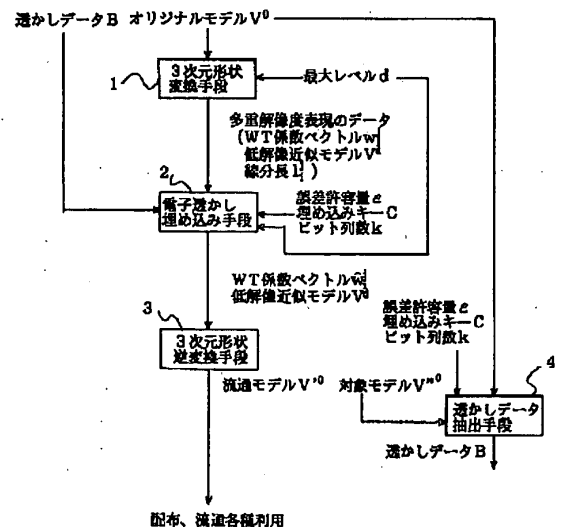 透かしデータB オリジナルモデルV⁰
3次元形状
変換手段
1
最大レベルd
多重解像度表現のデータ
(WT係数ベクトルw
低解像近似モデルV
線分長l )
2
電子透かし
埋め込み手段
誤差許容量ε
埋め込みキーC
ビット列数k
WT係数ベクトルŵ
低解像近似モデルVᵈ
3
3次元形状
逆変換手段
誤差許容量ε
埋め込みキーC
ビット列数k
4
流通モデルV'⁰ 対象モデルV"⁰
透かしデータ
抽出手段
透かしデータB
配布、流通各種利用